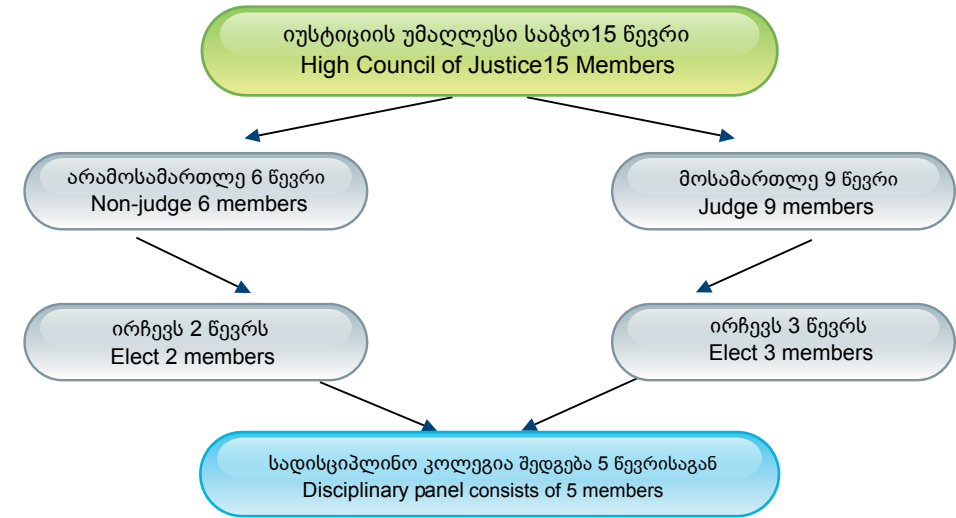 იუსტიციის უმაღლესი საბჭო15 წევრი
High Council of Justice15 Members
არამოსამართლე 6 წევრი
Non-judge 6 members
მოსამართლე 9 წევრი
Judge 9 members
ირჩევს 2 წევრს
Elect 2 members
ირჩევს 3 წევრს
Elect 3 members
სადისციპლინო კოლეგია შედგება 5 წევრისაგან
Disciplinary panel consists of 5 members